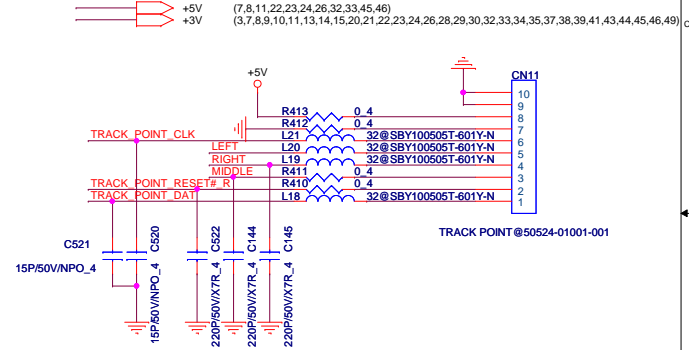 +5V (7,8,11,22,23,24,26,32,33,45,46)
+3V (3,7,8,9,10,11,13,14,15,20,21,22,23,24,26,28,29,30,32,33,34,35,37,38,39,41,43,44,45,46,49)
+5V
CN11
10
9
R413 0_4 8
R412 0_4 7
TRACK_POINT_CLK L21 32@SBY100505T-601Y-N 6
LEFT L20 32@SBY100505T-601Y-N 5
RIGHT L19 32@SBY100505T-601Y-N 4
MIDDLE R411 0_4 3
TRACK_POINT_RESET#_R R410 0_4 2
TRACK_POINT_DAT L18 32@SBY100505T-601Y-N 1
TRACK POINT@50524-01001-001
C521
15P/50V/NPO_4
C520
15P/50V/NPO_4
C522
220P/50V/X7R_4
C144
220P/50V/X7R_4
C145
220P/50V/X7R_4